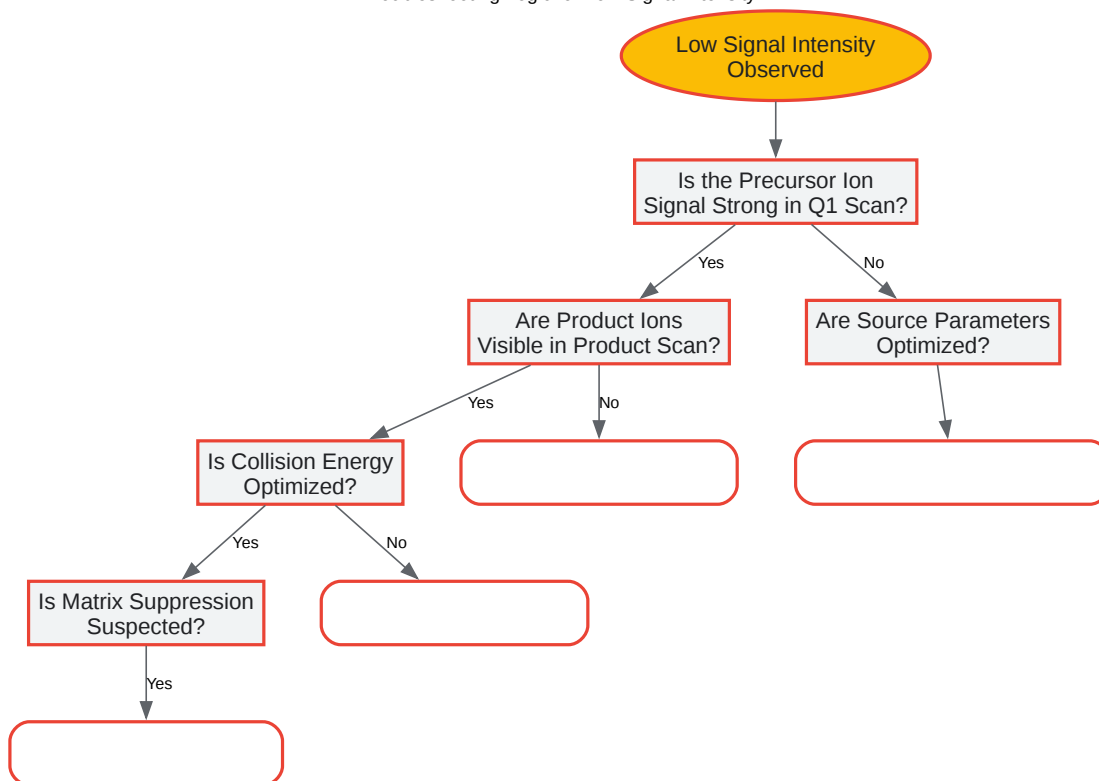 Low Signal Intensity
Observed
Is the Precursor Ion
Signal Strong in Q1 Scan?
Yes
No
Are Product Ions
Visible in Product Scan?
Are Source Parameters
Optimized?
Yes
No
Is Collision Energy
Optimized?
Yes
No
Is Matrix Suppression
Suspected?
Yes